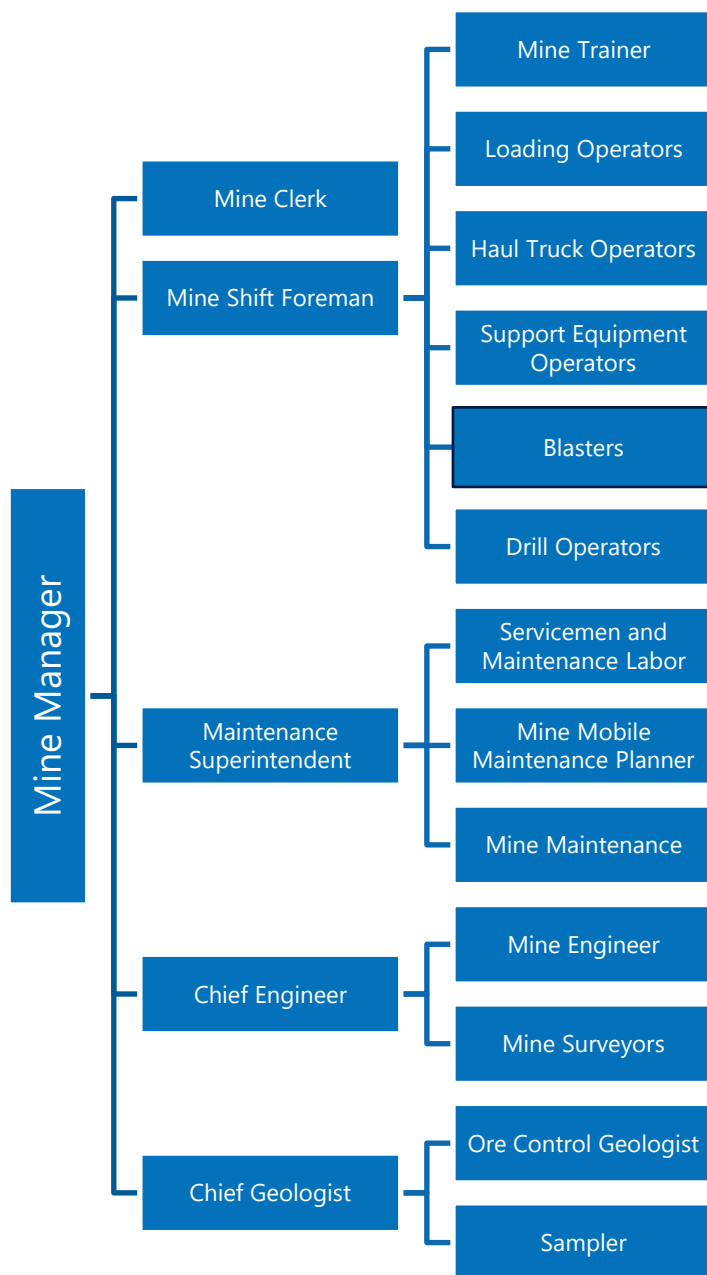 Mine Manager
Mine Clerk
Mine Shift Foreman
Mine Trainer
Loading Operators
Haul Truck Operators
Support Equipment
Operators
Blasters
Drill Operators
Maintenance
Superintendent
Servicemen and
Maintenance Labor
Mine Mobile
Maintenance Planner
Mine Maintenance
Chief Engineer
Mine Engineer
Mine Surveyors
Chief Geologist
Ore Control Geologist
Sampler